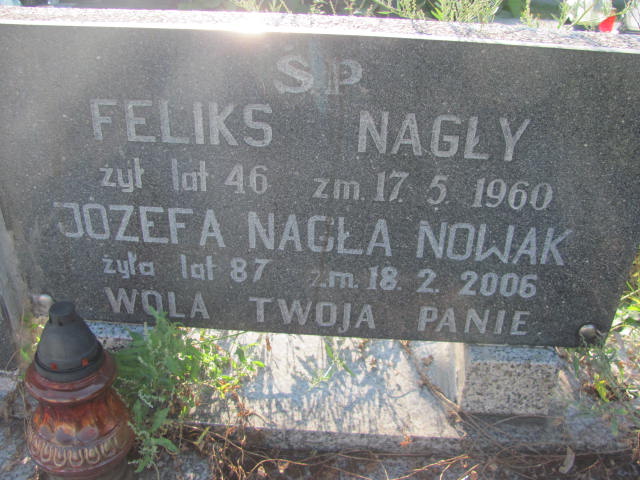 ŚP
FELIKS NAGŁY
żył lat 46 zm. 17. 5. 1960
JÓZEFA NAGŁA NOWAK
żyła lat 87 zm. 18. 2. 2006
WOLA TWOJA PANIE